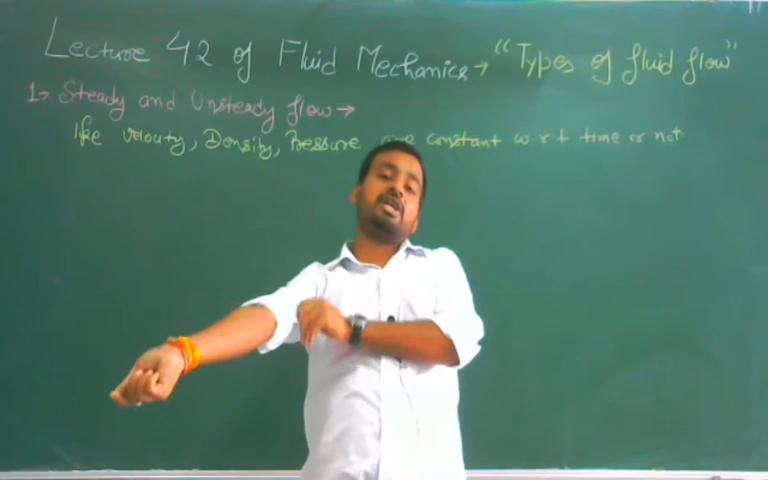 Lecture 42 of Fluid Mechanics → "Types of fluid flow"
1→ Steady and Unsteady flow →
like velocity, Density, Pressure are constant w.r.t time or not